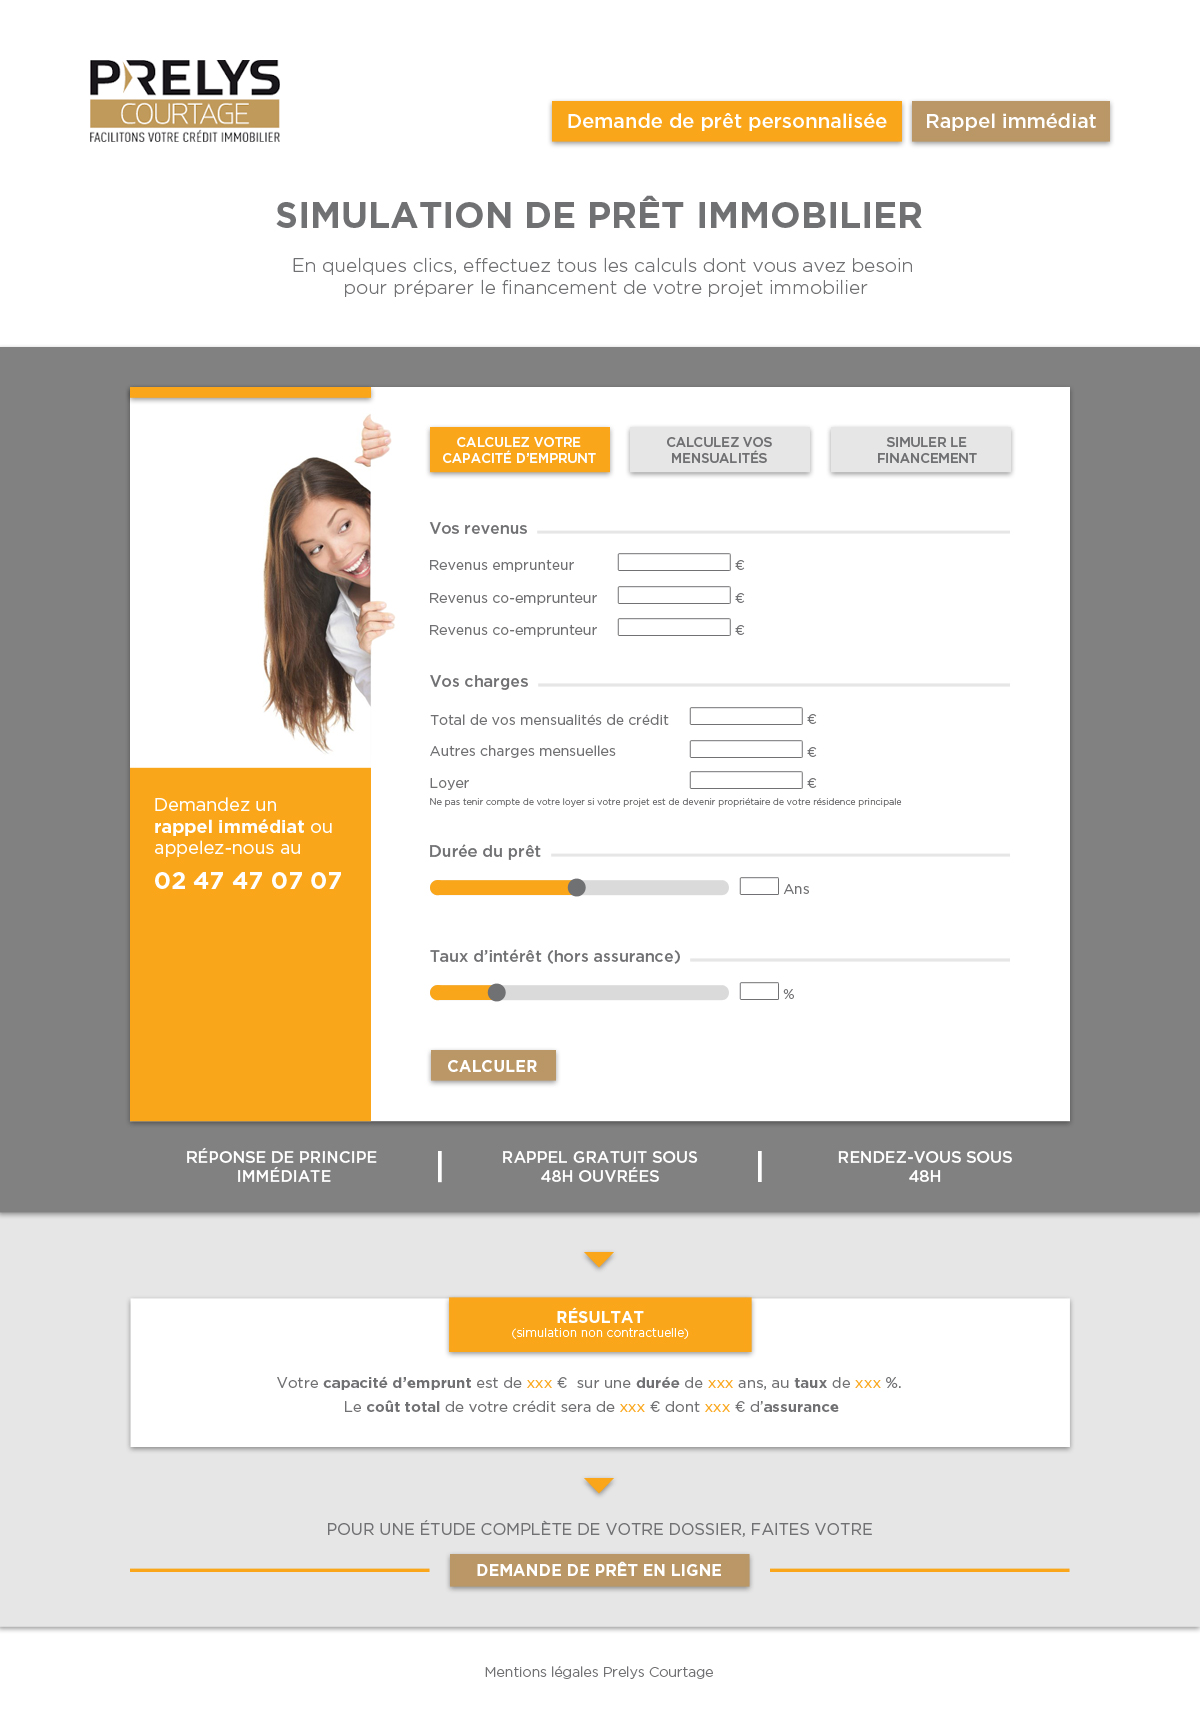 PRELYS
COURTAGE
FACILITONS VOTRE CRÉDIT IMMOBILIER
Demande de prêt personnalisée
Rappel immédiat
SIMULATION DE PRÊT IMMOBILIER
En quelques clics, effectuez tous les calculs dont vous avez besoin
pour préparer le financement de votre projet immobilier
CALCULEZ VOTRE
CAPACITÉ D'EMPRUNT
CALCULEZ VOS
MENSUALITÉS
SIMULER LE
FINANCEMENT
Vos revenus
Revenus emprunteur €
Revenus co-emprunteur €
Revenus co-emprunteur €
Vos charges
Total de vos mensualités de crédit €
Autres charges mensuelles €
Loyer €
Ne pas tenir compte de votre loyer si votre projet est de devenir propriétaire de votre résidence principale
Durée du prêt
Ans
Taux d'intérêt (hors assurance)
%
CALCULER
Demandez un
rappel immédiat ou
appelez-nous au
02 47 47 07 07
RÉPONSE DE PRINCIPE
IMMÉDIATE
RAPPEL GRATUIT SOUS
48H OUVRÉES
RENDEZ-VOUS SOUS
48H
RÉSULTAT
(simulation non contractuelle)
Votre capacité d'emprunt est de xxx € sur une durée de xxx ans, au taux de xxx %.
Le coût total de votre crédit sera de xxx € dont xxx € d'assurance
POUR UNE ÉTUDE COMPLÈTE DE VOTRE DOSSIER, FAITES VOTRE
DEMANDE DE PRÊT EN LIGNE
Mentions légales Prelys Courtage